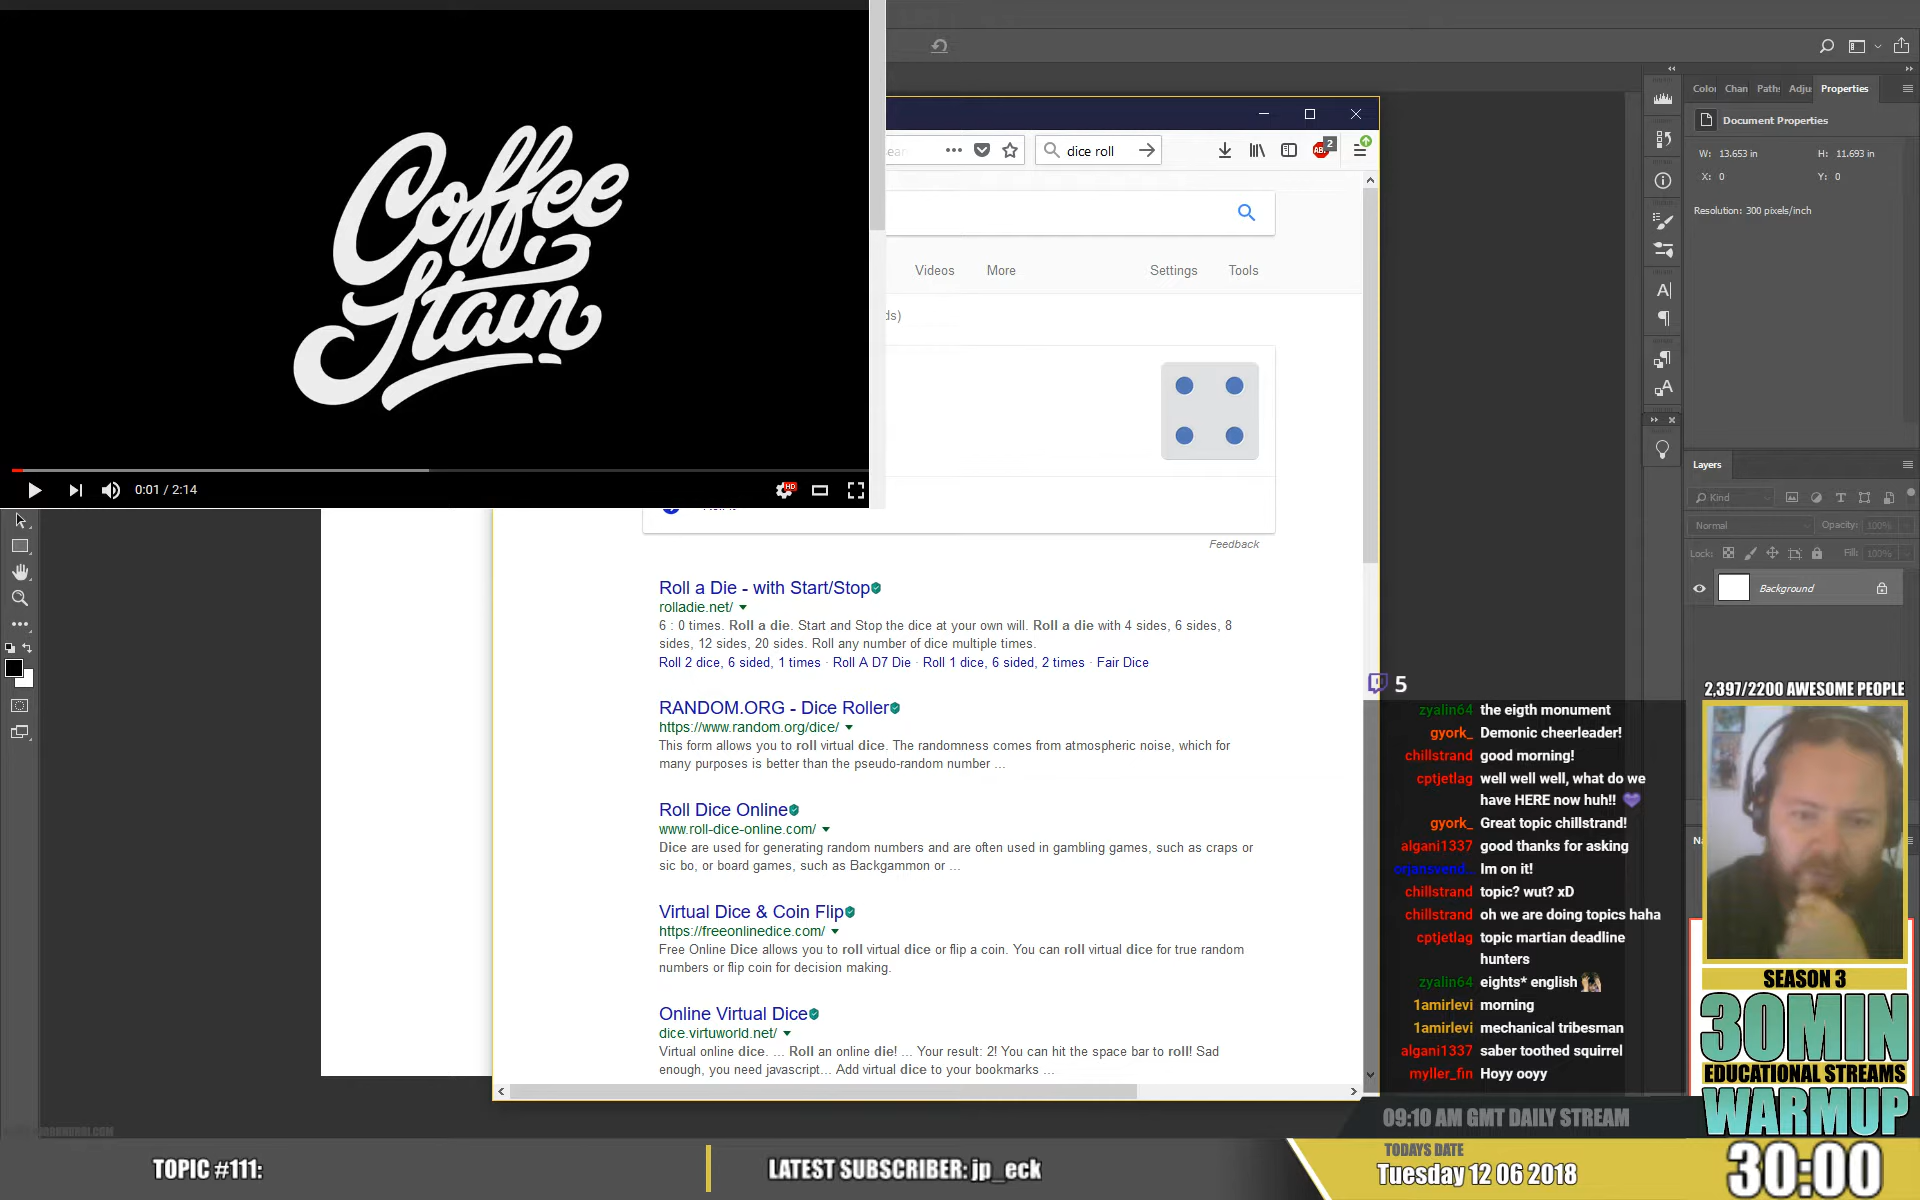 Coffee
Stain
0:01 / 2:14
HD
dice roll
2
Videos
More
Settings
Tools
ds)
Feedback
Roll a Die - with Start/Stop
rolladie.net/
6 : 0 times. Roll a die. Start and Stop the dice at your own will. Roll a die with 4 sides, 6 sides, 8
sides, 12 sides, 20 sides. Roll any number of dice multiple times.
Roll 2 dice, 6 sided, 1 times · Roll A D7 Die · Roll 1 dice, 6 sided, 2 times · Fair Dice
RANDOM.ORG - Dice Roller
https://www.random.org/dice/
This form allows you to roll virtual dice. The randomness comes from atmospheric noise, which for
many purposes is better than the pseudo-random number ...
Roll Dice Online
www.roll-dice-online.com/
Dice are used for generating random numbers and are often used in gambling games, such as craps or
sic bo, or board games, such as Backgammon or ...
Virtual Dice & Coin Flip
https://freeonlinedice.com/
Free Online Dice allows you to roll virtual dice or flip a coin. You can roll virtual dice for true random
numbers or flip coin for decision making.
Online Virtual Dice
dice.virtuworld.net/
Virtual online dice. ... Roll an online die! ... Your result: 2! You can hit the space bar to roll! Sad
enough, you need javascript... Add virtual dice to your bookmarks ...
Colo Chan Paths Adju Properties
Document Properties
W: 13.653 in H: 11.693 in
X: 0 Y: 0
Resolution: 300 pixels/inch
Layers
Kind
Normal Opacity: 100%
Lock: Fill: 100%
Background
5
zyalin64 the eigth monument
gyork_ Demonic cheerleader!
chillstrand good morning!
cptjetlag well well well, what do we
have HERE now huh!!
gyork_ Great topic chillstrand!
algani1337 good thanks for asking
orjansvend_ Im on it!
chillstrand topic? wut? xD
chillstrand oh we are doing topics haha
cptjetlag topic martian deadline
hunters
zyalin64 eights* english
1amirlevi morning
1amirlevi mechanical tribesman
algani1337 saber toothed squirrel
myller_fin Hoyy ooyy
2,397/2200 AWESOME PEOPLE
SEASON 3
30MIN
EDUCATIONAL STREAMS
WARMUP
30:00
09:10 AM GMT DAILY STREAM
TODAYS DATE
Tuesday 12 06 2018
TOPIC #111:
LATEST SUBSCRIBER: jp_eck